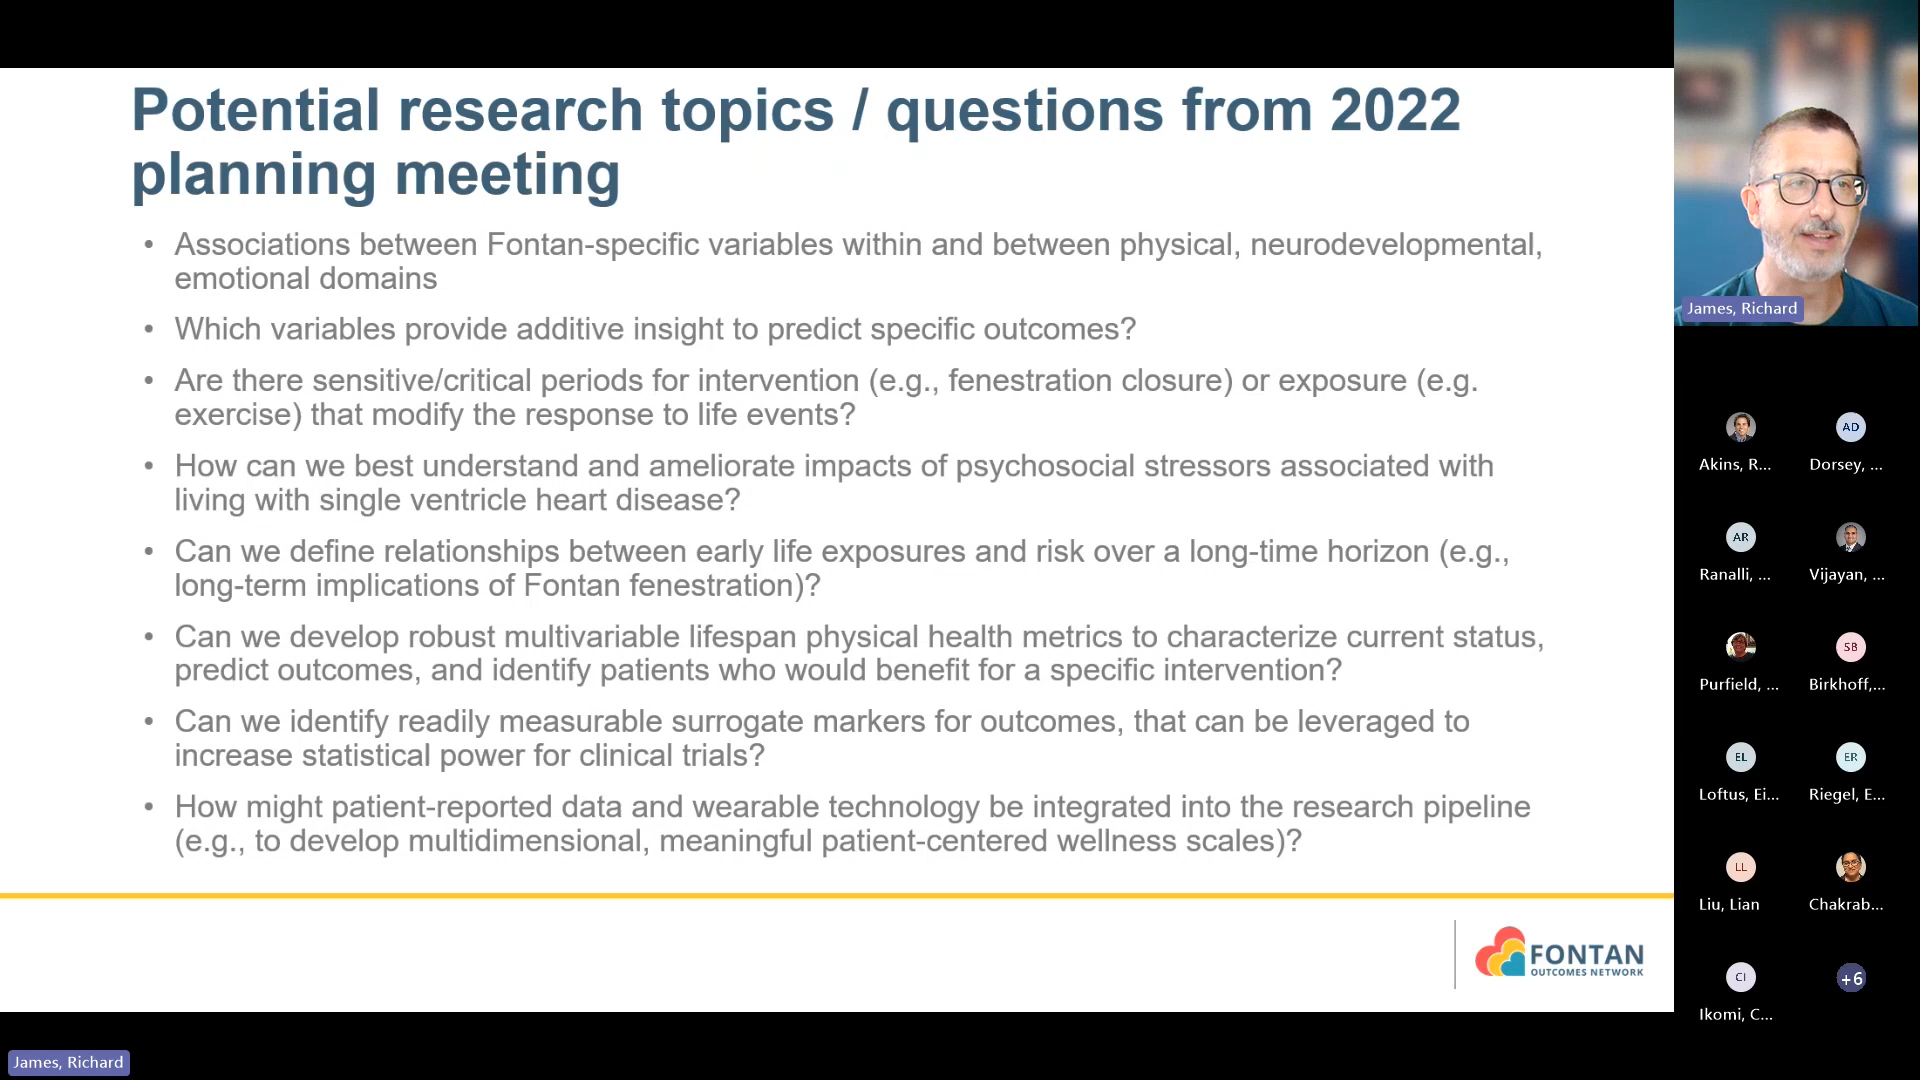 Potential research topics / questions from 2022
planning meeting
• Associations between Fontan-specific variables within and between physical, neurodevelopmental,
emotional domains
• Which variables provide additive insight to predict specific outcomes?
• Are there sensitive/critical periods for intervention (e.g., fenestration closure) or exposure (e.g.
exercise) that modify the response to life events?
• How can we best understand and ameliorate impacts of psychosocial stressors associated with
living with single ventricle heart disease?
• Can we define relationships between early life exposures and risk over a long-time horizon (e.g.,
long-term implications of Fontan fenestration)?
• Can we develop robust multivariable lifespan physical health metrics to characterize current status,
predict outcomes, and identify patients who would benefit for a specific intervention?
• Can we identify readily measurable surrogate markers for outcomes, that can be leveraged to
increase statistical power for clinical trials?
• How might patient-reported data and wearable technology be integrated into the research pipeline
(e.g., to develop multidimensional, meaningful patient-centered wellness scales)?
FONTAN
OUTCOMES NETWORK
James, Richard
James, Richard
AD
Akins, R...
Dorsey, ...
AR
Ranalli, ...
Vijayan, ...
SB
Purfield, ...
Birkhoff,...
EL
ER
Loftus, Ei...
Riegel, E...
LL
Liu, Lian
Chakrab...
CI
+6
Ikomi, C...